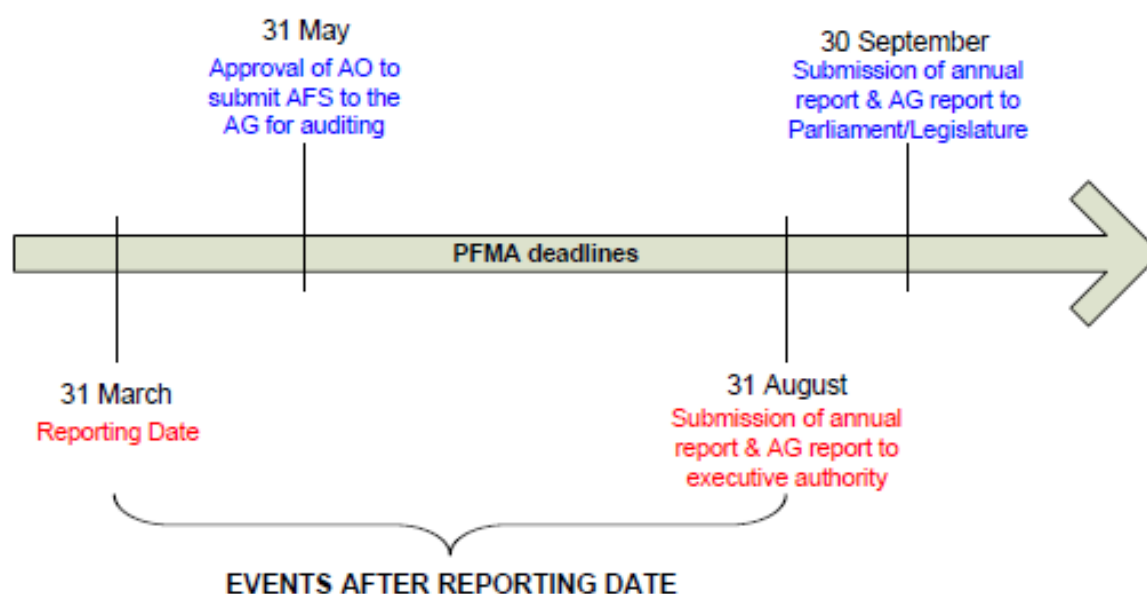 31 May
Approval of AO to
submit AFS to the
AG for auditing
30 September
Submission of annual
report & AG report to
Parliament/Legislature
PFMA deadlines
31 March
Reporting Date
31 August
Submission of annual
report & AG report to
executive authority
EVENTS AFTER REPORTING DATE